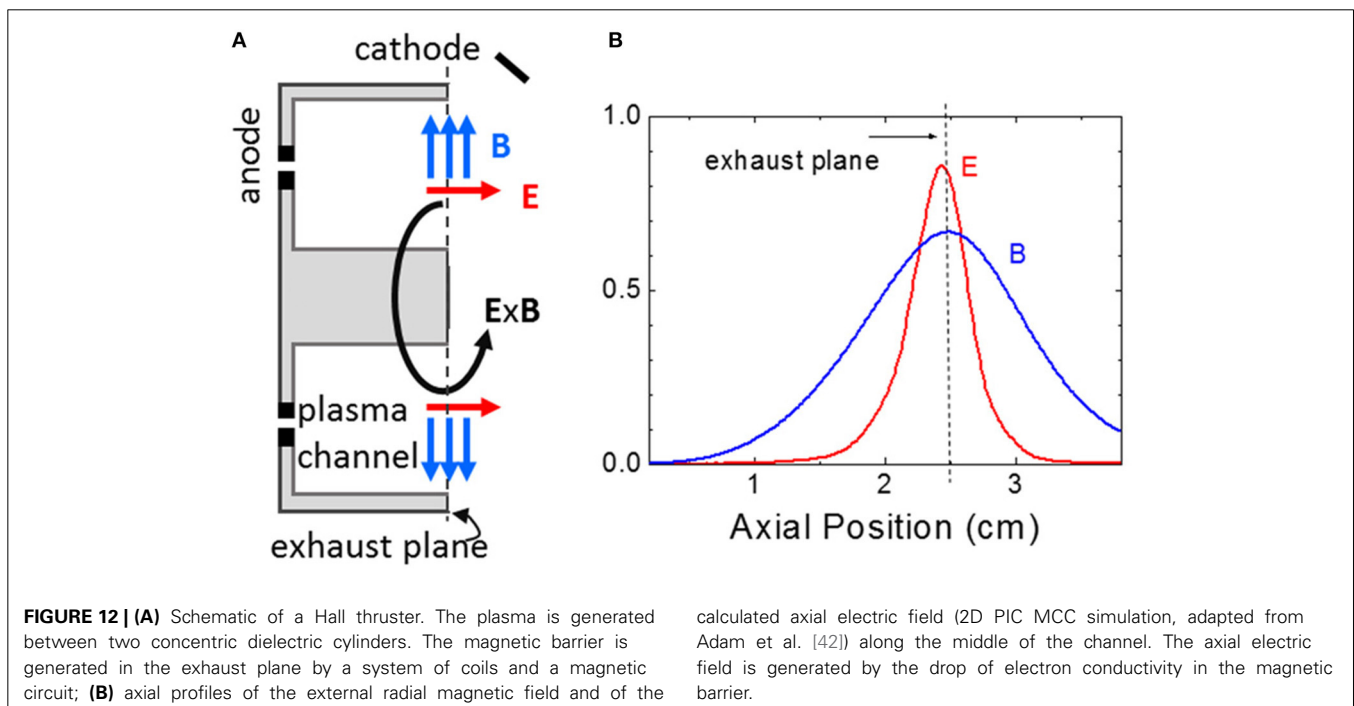 A
cathode
anode
B
E
ExB
plasma
channel
exhaust plane
B
1.0
0.5
0.0
exhaust plane
E
B
1
2
3
Axial Position (cm)
FIGURE 12 | (A) Schematic of a Hall thruster. The plasma is generated
between two concentric dielectric cylinders. The magnetic barrier is
generated in the exhaust plane by a system of coils and a magnetic
circuit; (B) axial profiles of the external radial magnetic field and of the
calculated axial electric field (2D PIC MCC simulation, adapted from
Adam et al. [42]) along the middle of the channel. The axial electric
field is generated by the drop of electron conductivity in the magnetic
barrier.